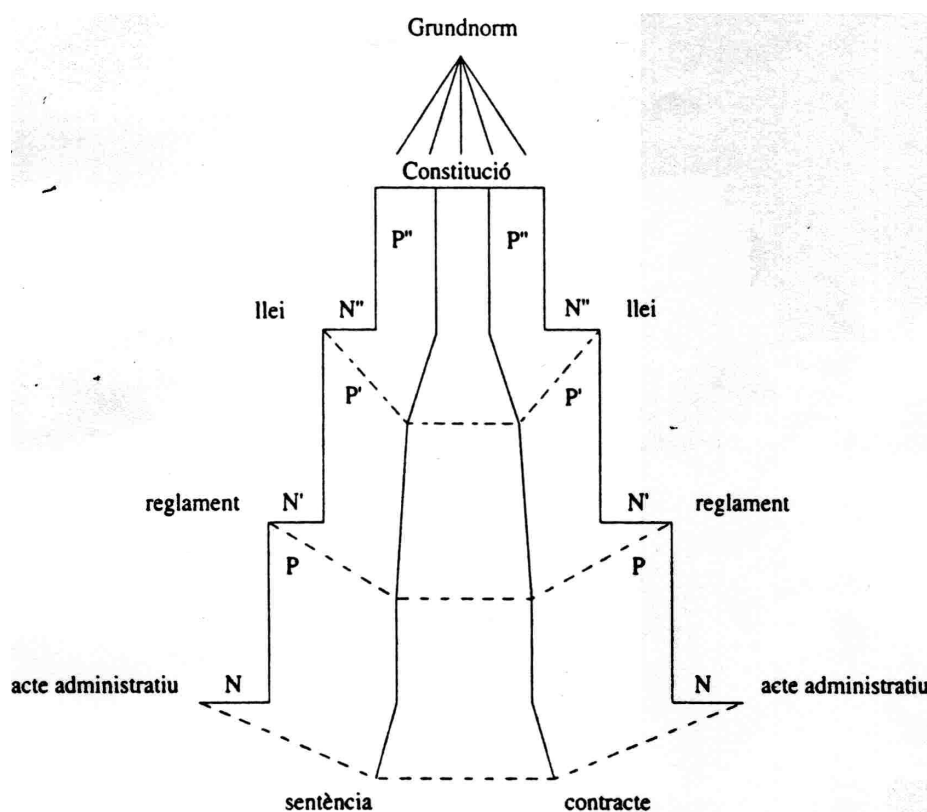 Grundnorm
Constitució
P" P"
llei N" N" llei
P' P'
reglament N' N' reglament
P P
acte administratiu N N acte administratiu
sentència contracte